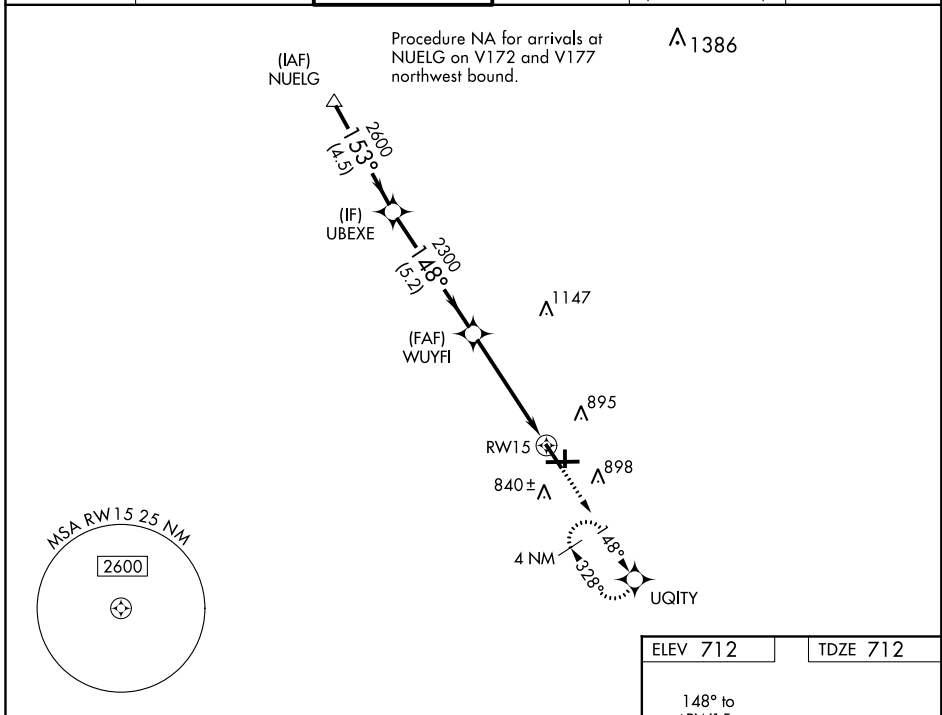 Procedure NA for arrivals at
NUELG on V172 and V177
northwest bound.
1386
(IAF)
NUELG
2600
153°
(4.5)
(IF)
UBEXE
2300
148°
(5.2)
1147
(FAF)
WUYFI
895
RW15
898
840±
MSA RW15 25 NM
2600
4 NM
148°
328°
UQITY
ELEV 712
TDZE 712
148° to